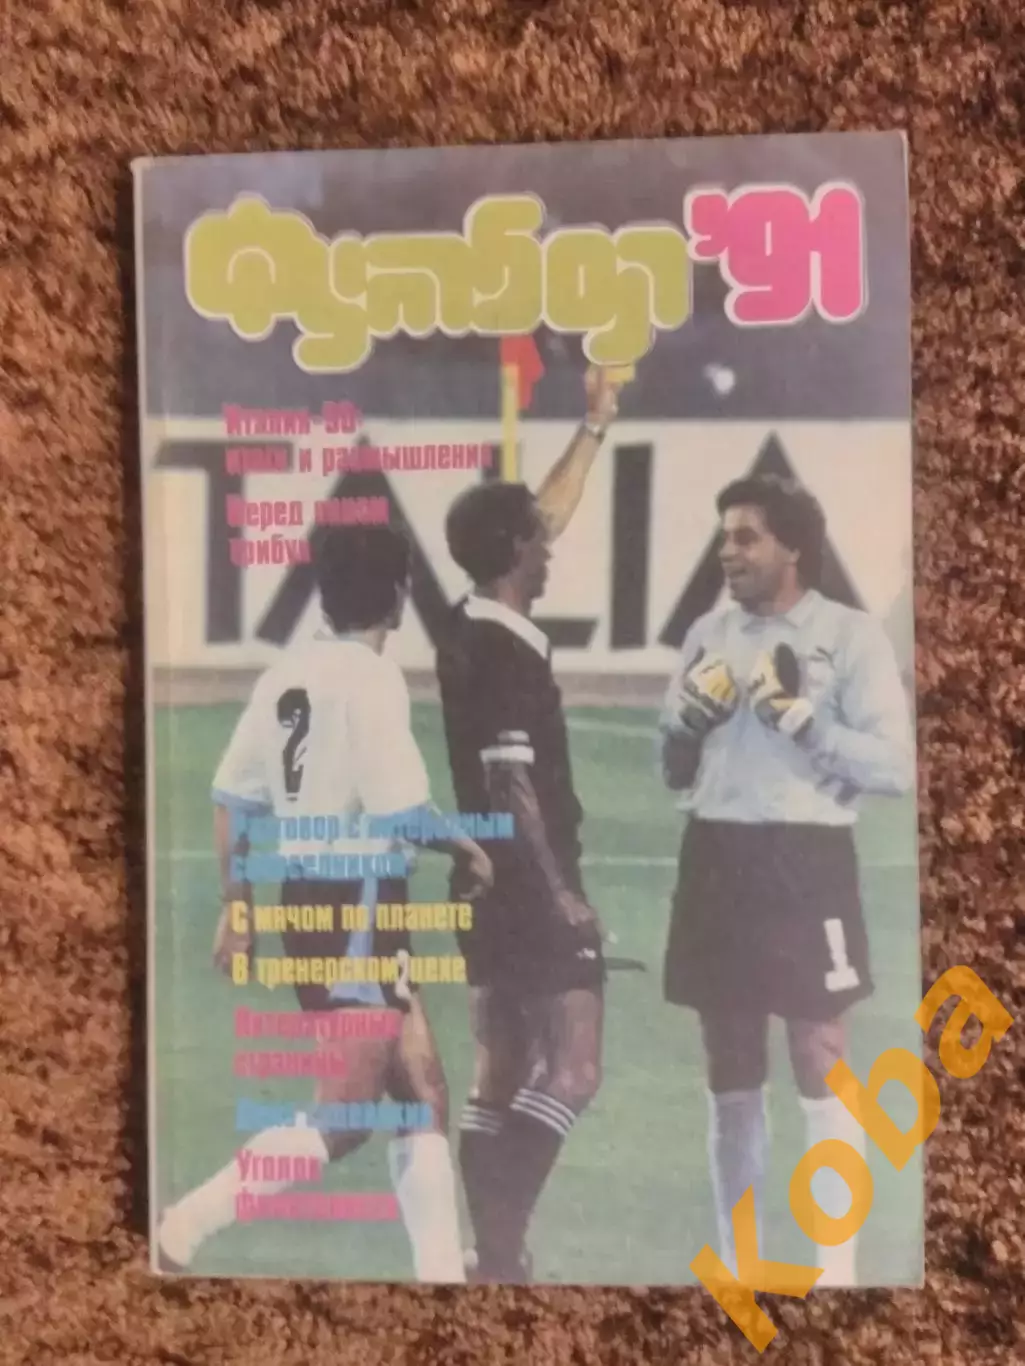 Футбол '91
Италия-90:
итоги и размышления
Перед лицом
трибун
ITALIA
2
Разговор с интересным
собеседником
С мячом по планете
В тренерском цехе
1
Литературные
страницы
Уголок
филателиста
Koba